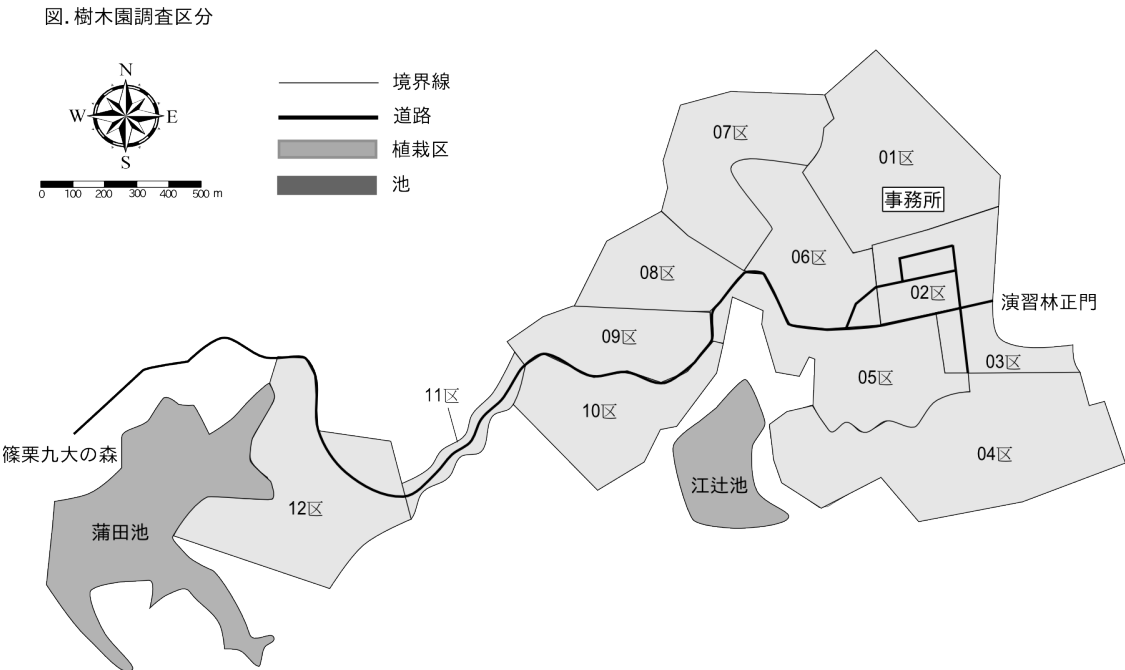 図. 樹木園調査区分
N
W
E
S
0 100 200 300 400 500 m
境界線
道路
植栽区
池
07区
01区
事務所
06区
08区
02区
演習林正門
09区
03区
05区
11区
10区
篠栗九大の森
04区
江辻池
12区
蒲田池